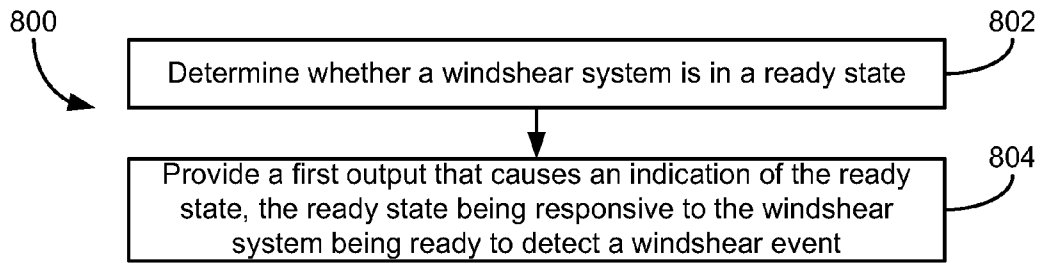 800
802
Determine whether a windshear system is in a ready state
804
Provide a first output that causes an indication of the ready
state, the ready state being responsive to the windshear
system being ready to detect a windshear event